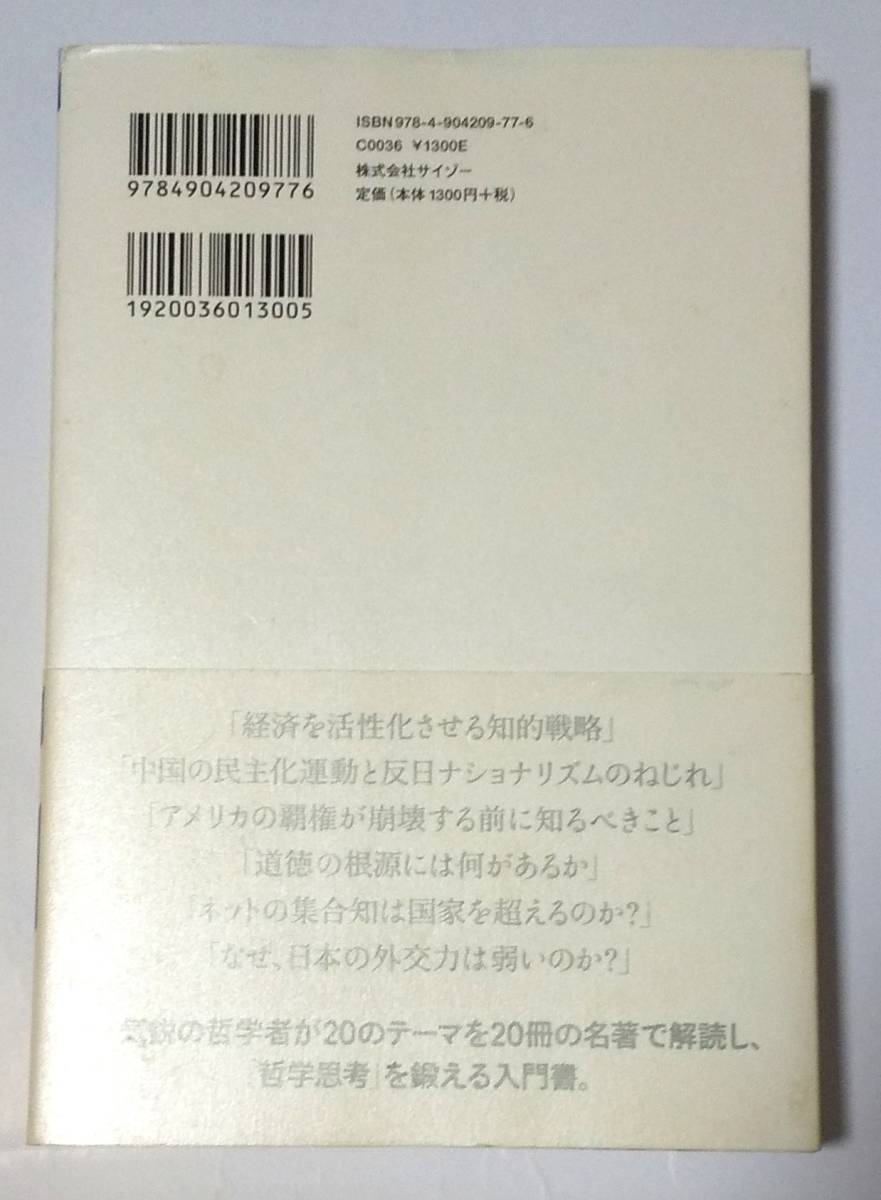 ISBN978-4-904209-77-6
C0036 ¥1300E
株式会社サイゾー
定価(本体1300円+税)
9784904209776
1920036013005
「経済を活性化させる知的戦略」
「中国の民主化運動と反日ナショナリズムのねじれ」
「アメリカの覇権が崩壊する前に知るべきこと」
「道徳の根源には何があるか」
「ネットの集合知は国家を超えるのか?」
「なぜ、日本の外交力は弱いのか?」
気鋭の哲学者が20のテーマを20冊の名著で解読し、
「哲学思考」を鍛える入門書。